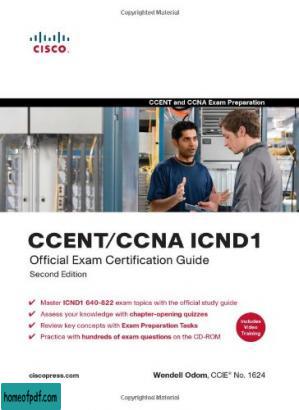 CISCO.
CCENT and CCNA Exam Preparation
CCENT/CCNA ICND1
Official Exam Certification Guide
Second Edition
Master ICND1 640-822 exam topics with the official study guide
Assess your knowledge with chapter-opening quizzes
Review key concepts with Exam Preparation Tasks
Practice with hundreds of exam questions on the CD-ROM
Includes
Video
Training
ciscopress.com
Wendell Odom, CCIE® No. 1624
homeofpdf.com